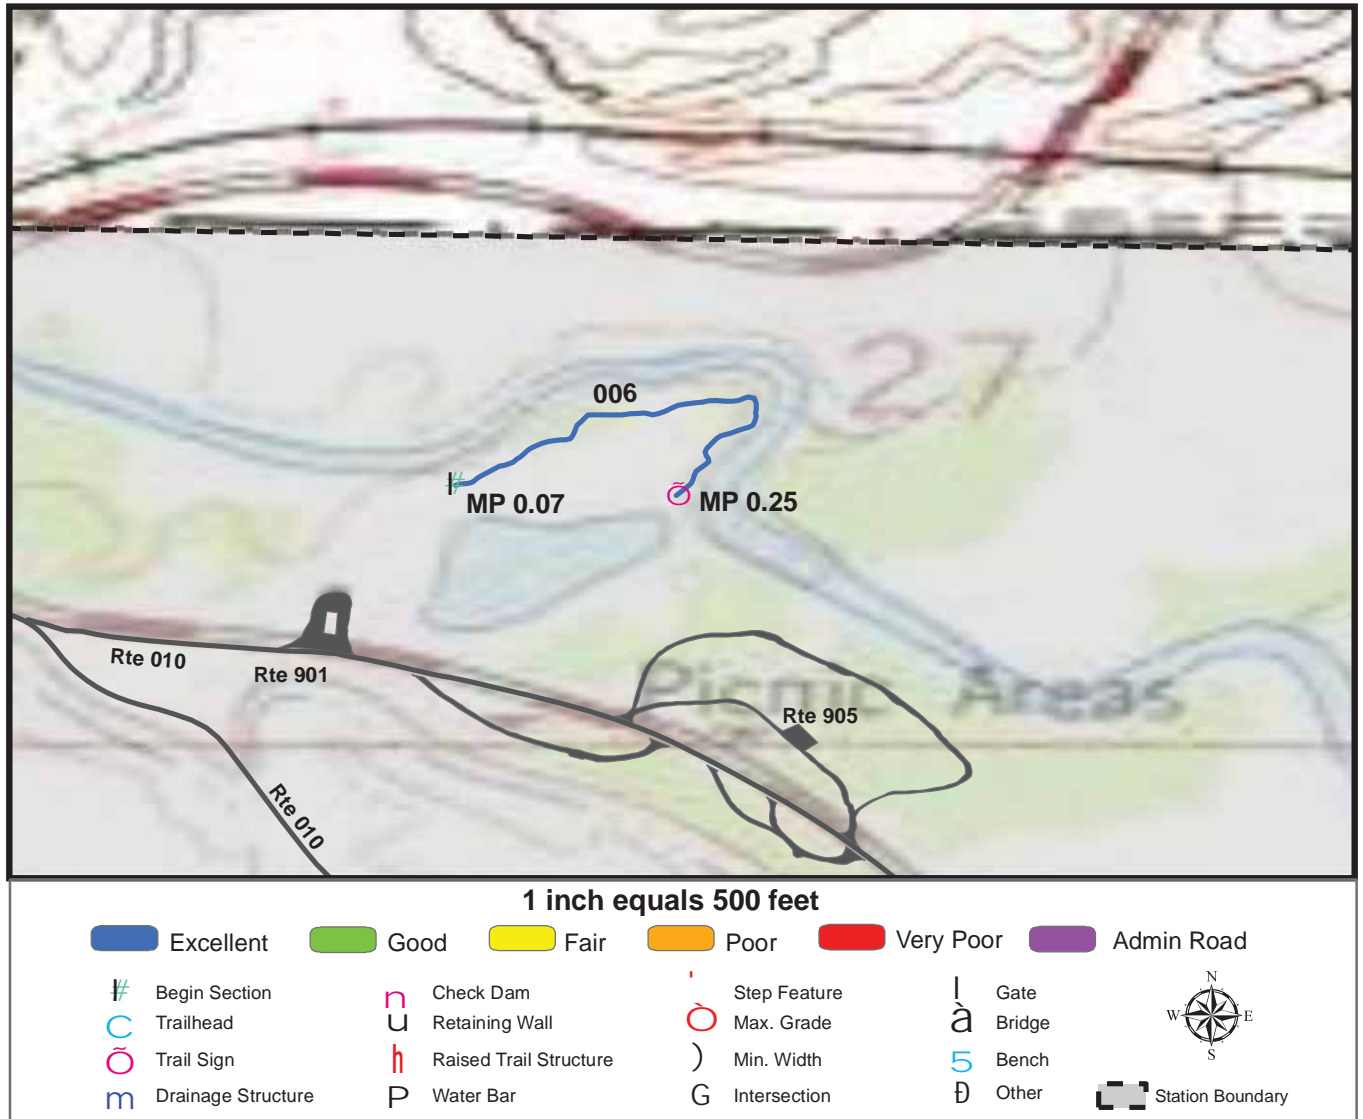 27
006
MP 0.07
MP 0.25
Rte 010
Rte 901
Picnic Areas
Rte 905
Rte 010
1 inch equals 500 feet
Excellent
Good
Fair
Poor
Very Poor
Admin Road
Begin Section
n Check Dam
' Step Feature
l Gate
C Trailhead
u Retaining Wall
Ò Max. Grade
à Bridge
Õ Trail Sign
h Raised Trail Structure
) Min. Width
5 Bench
m Drainage Structure
P Water Bar
G Intersection
Ð Other
N
W E
S
Station Boundary